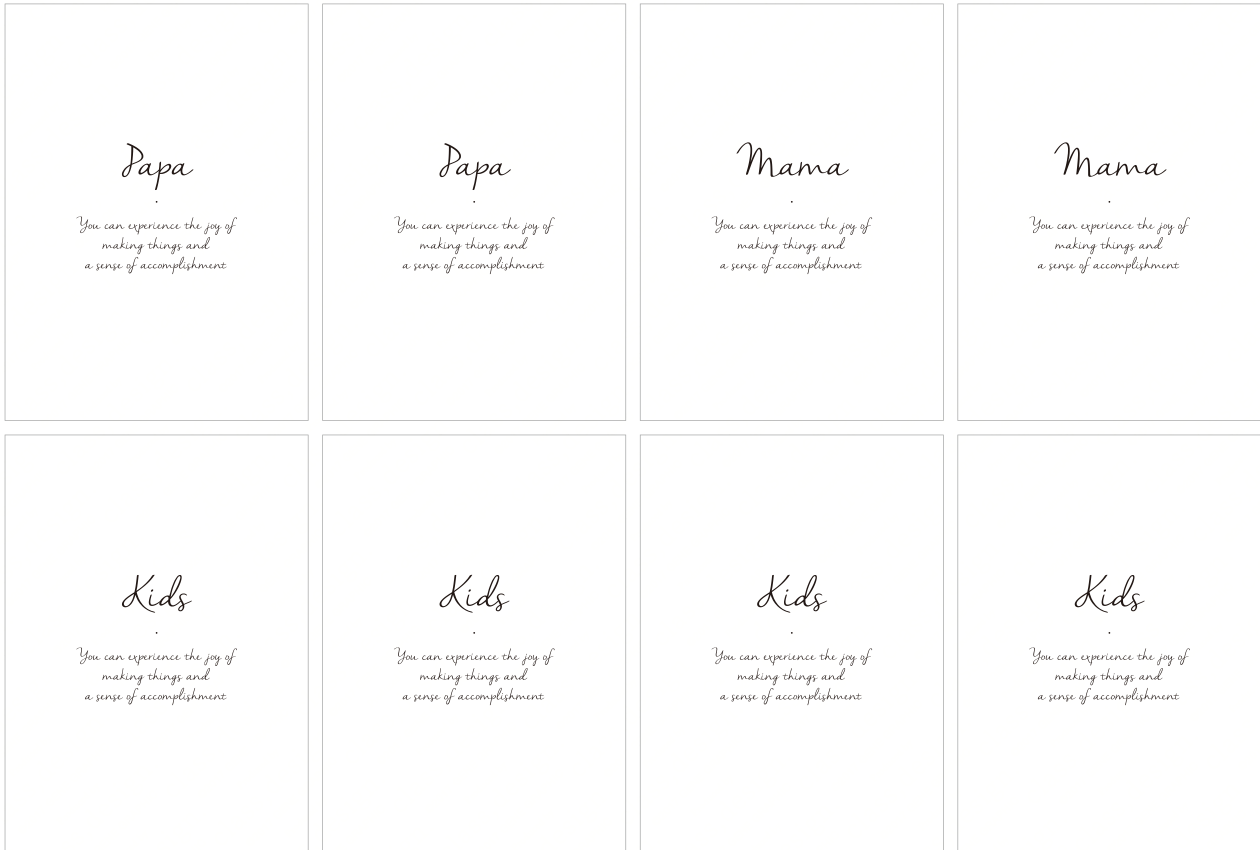 Papa
You can experience the joy of
making things and
a sense of accomplishment
Papa
You can experience the joy of
making things and
a sense of accomplishment
Mama
You can experience the joy of
making things and
a sense of accomplishment
Mama
You can experience the joy of
making things and
a sense of accomplishment
Kids
You can experience the joy of
making things and
a sense of accomplishment
Kids
You can experience the joy of
making things and
a sense of accomplishment
Kids
You can experience the joy of
making things and
a sense of accomplishment
Kids
You can experience the joy of
making things and
a sense of accomplishment